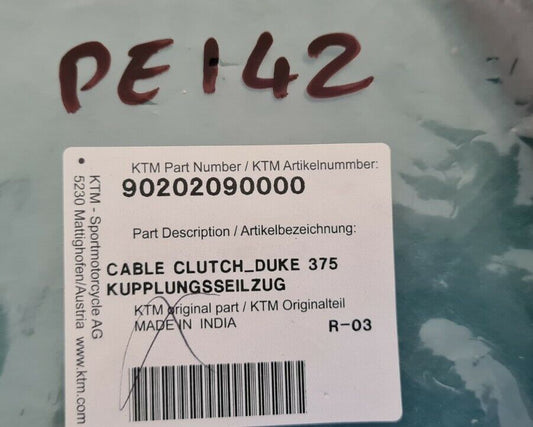 PE142
KTM Part Number / KTM Artikelnummber:
90202090000
Part Description / Artikelbezeichnung:
CABLE CLUTCH_DUKE 375
KUPPLUNGSSEILZUG
KTM original part / KTM Originalteil
MADE IN INDIA
R-03
KTM - Sportmotorcycle AG
5230 Mattighofen/Austria www.ktm.com